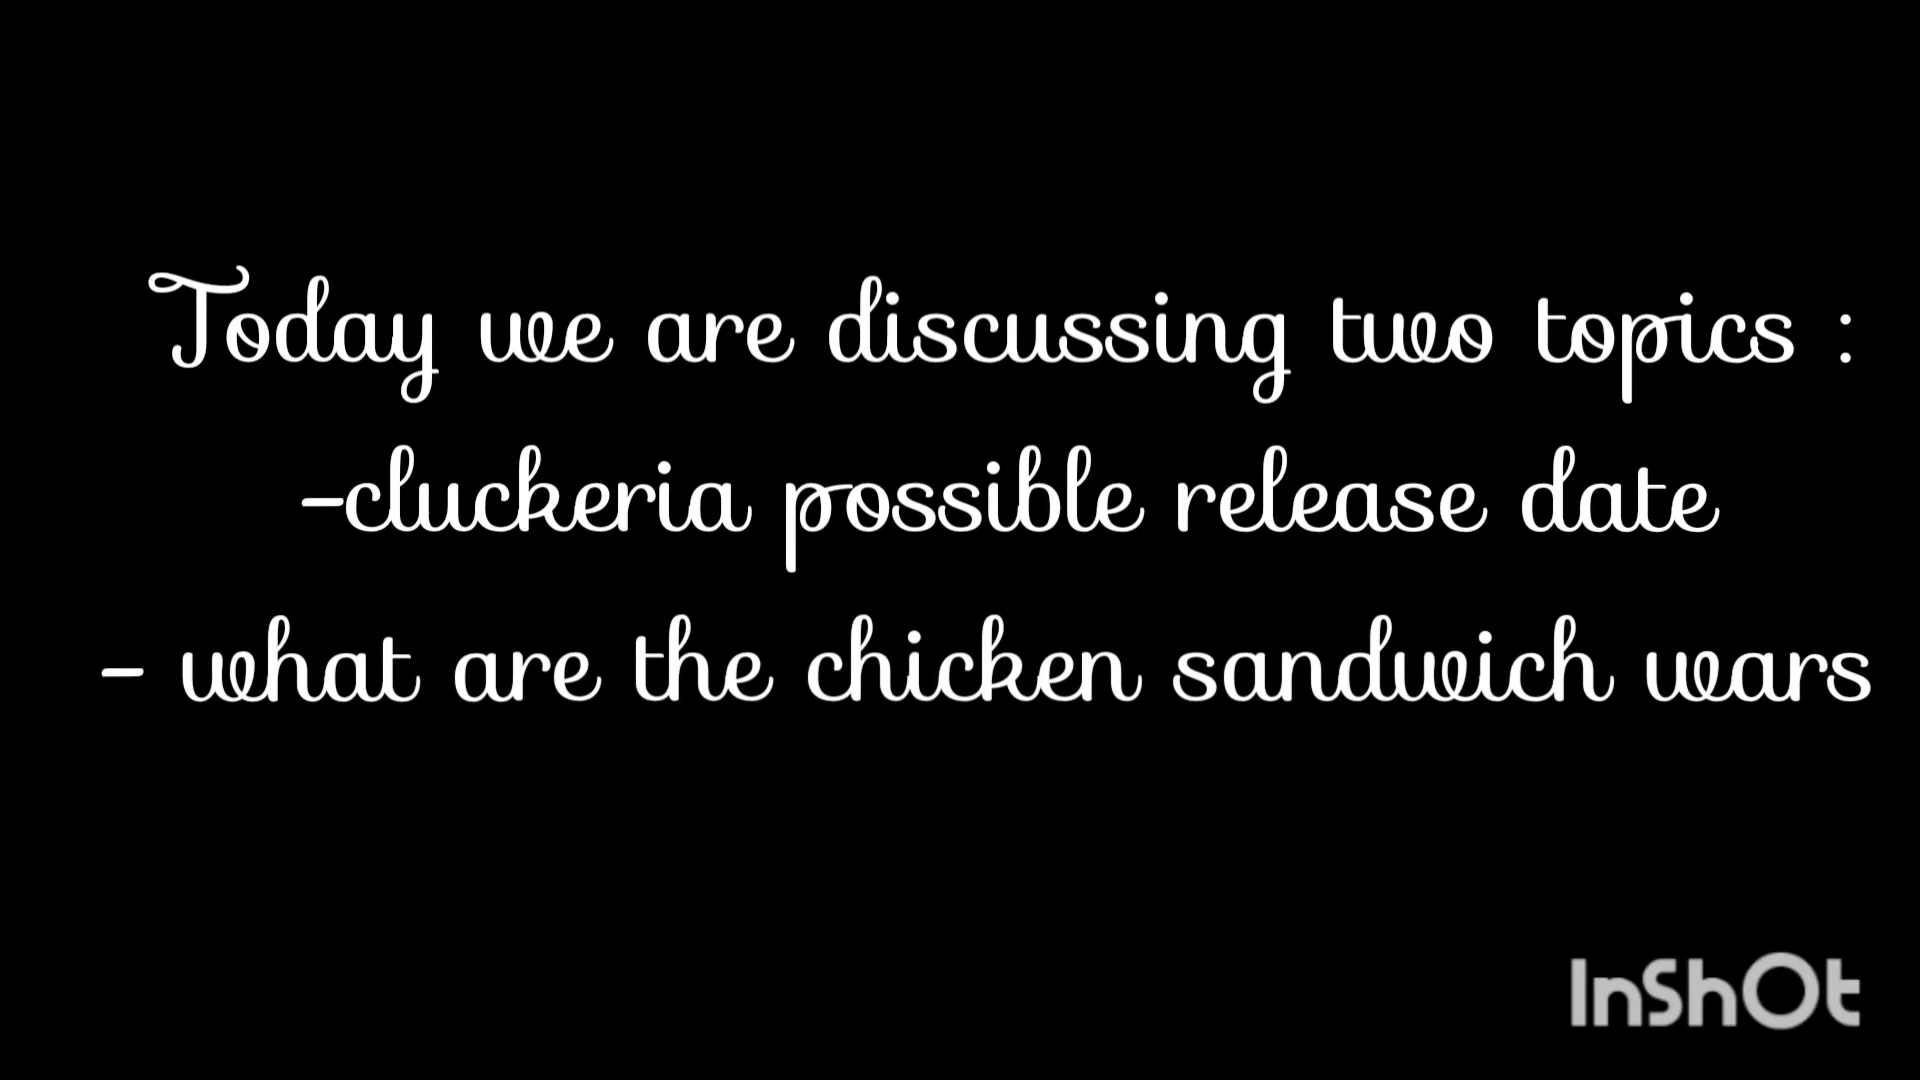 Today we are discussing two topics :
-cluckeria possible release date
- what are the chicken sandwich wars
InShOt